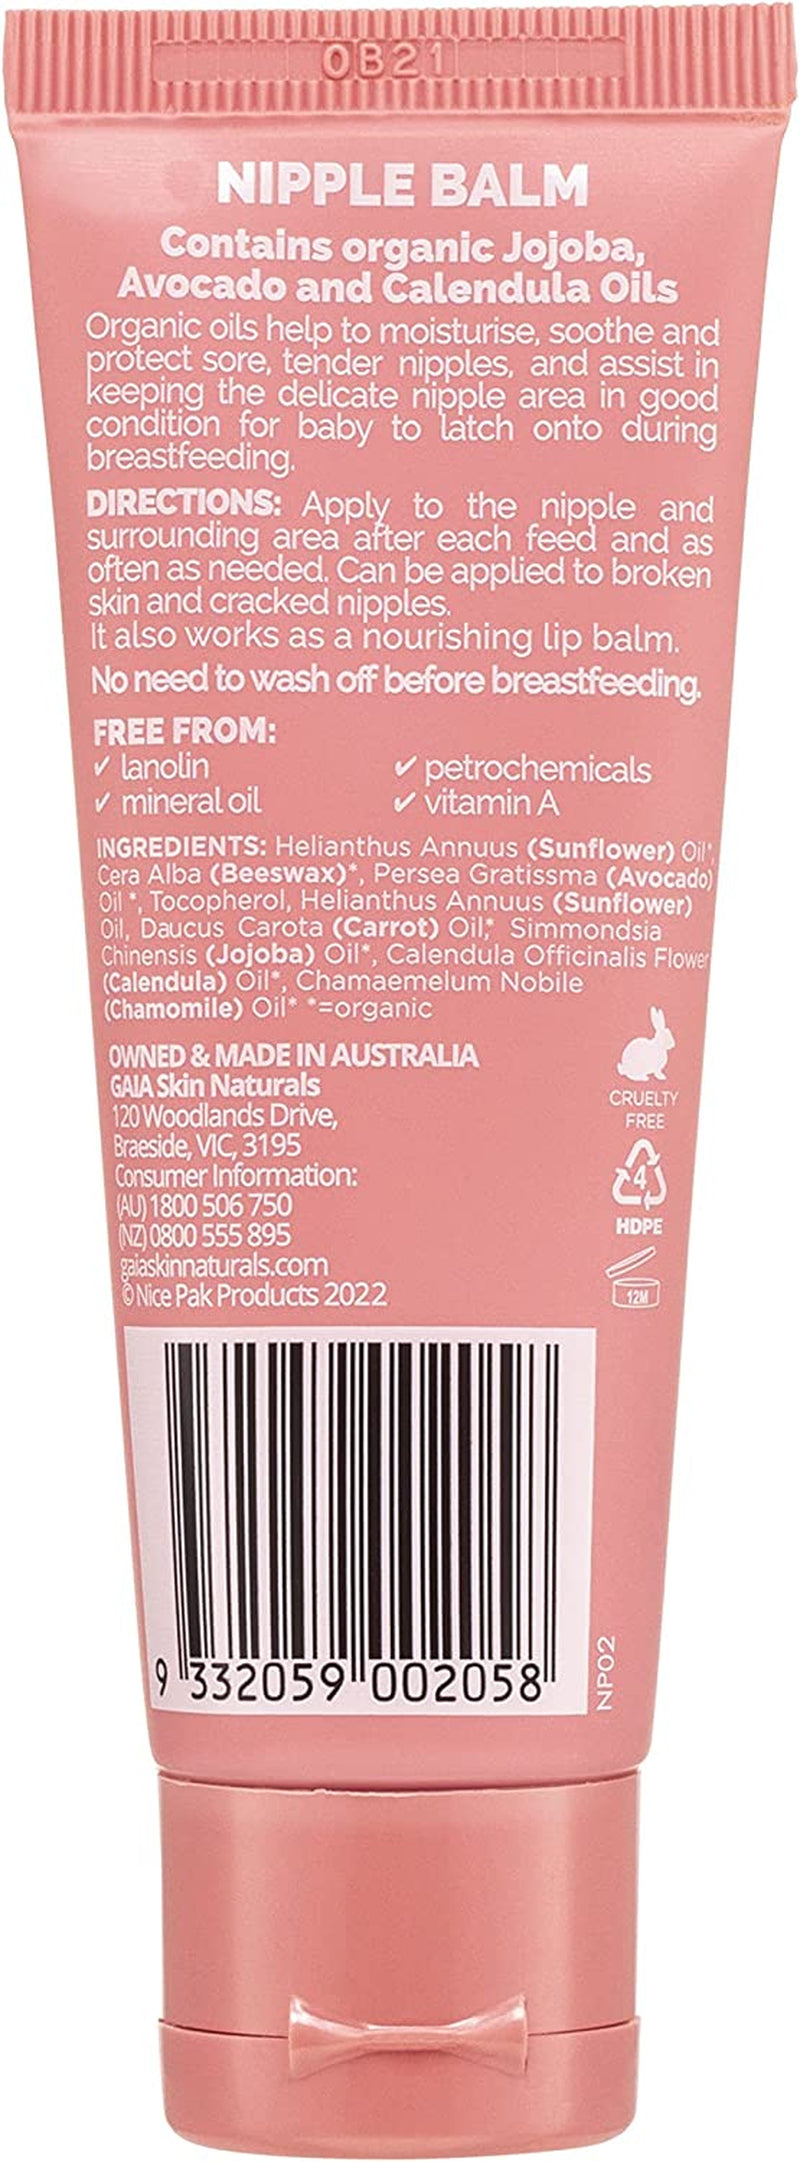 OB21
NIPPLE BALM
Contains organic Jojoba,
Avocado and Calendula Oils
Organic oils help to moisturise, soothe and
protect sore, tender nipples, and assist in
keeping the delicate nipple area in good
condition for baby to latch onto during
breastfeeding.
DIRECTIONS: Apply to the nipple and
surrounding area after each feed and as
often as needed. Can be applied to broken
skin and cracked nipples.
It also works as a nourishing lip balm.
No need to wash off before breastfeeding.
FREE FROM:
✓ lanolin ✓ petrochemicals
✓ mineral oil ✓ vitamin A
INGREDIENTS: Helianthus Annuus (Sunflower) Oil*,
Cera Alba (Beeswax)*, Persea Gratissma (Avocado)
Oil *, Tocopherol, Helianthus Annuus (Sunflower)
Oil, Daucus Carota (Carrot) Oil,* Simmondsia
Chinensis (Jojoba) Oil*, Calendula Officinalis Flower
(Calendula) Oil*, Chamaemelum Nobile
(Chamomile) Oil* *=organic
OWNED & MADE IN AUSTRALIA
GAIA Skin Naturals
120 Woodlands Drive,
Braeside, VIC, 3195
Consumer Information:
(AU) 1800 506 750
(NZ) 0800 555 895
gaiaskinnaturals.com
© Nice Pak Products 2022
CRUELTY
FREE
4
HDPE
12M
9 332059 002058
NP02